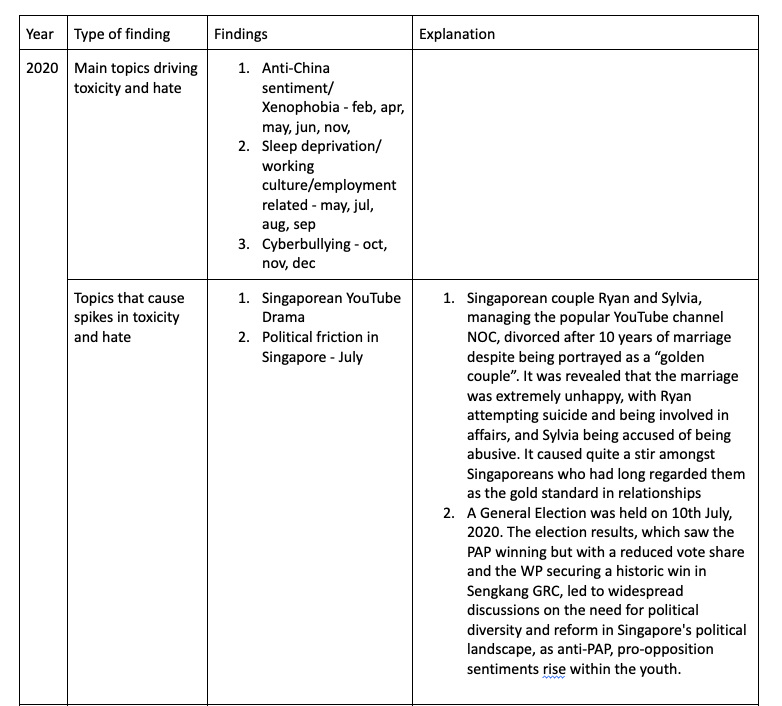 Year Type of finding Findings Explanation
2020 Main topics driving
toxicity and hate
1. Anti-China
sentiment/
Xenophobia - feb, apr,
may, jun, nov,
2. Sleep deprivation/
working
culture/employment
related - may, jul,
aug, sep
3. Cyberbullying - oct,
nov, dec
Topics that cause
spikes in toxicity
and hate
1. Singaporean YouTube
Drama
2. Political friction in
Singapore - July
1. Singaporean couple Ryan and Sylvia,
managing the popular YouTube channel
NOC, divorced after 10 years of marriage
despite being portrayed as a “golden
couple”. It was revealed that the marriage
was extremely unhappy, with Ryan
attempting suicide and being involved in
affairs, and Sylvia being accused of being
abusive. It caused quite a stir amongst
Singaporeans who had long regarded them
as the gold standard in relationships
2. A General Election was held on 10th July,
2020. The election results, which saw the
PAP winning but with a reduced vote share
and the WP securing a historic win in
Sengkang GRC, led to widespread
discussions on the need for political
diversity and reform in Singapore's political
landscape, as anti-PAP, pro-opposition
sentiments rise within the youth.